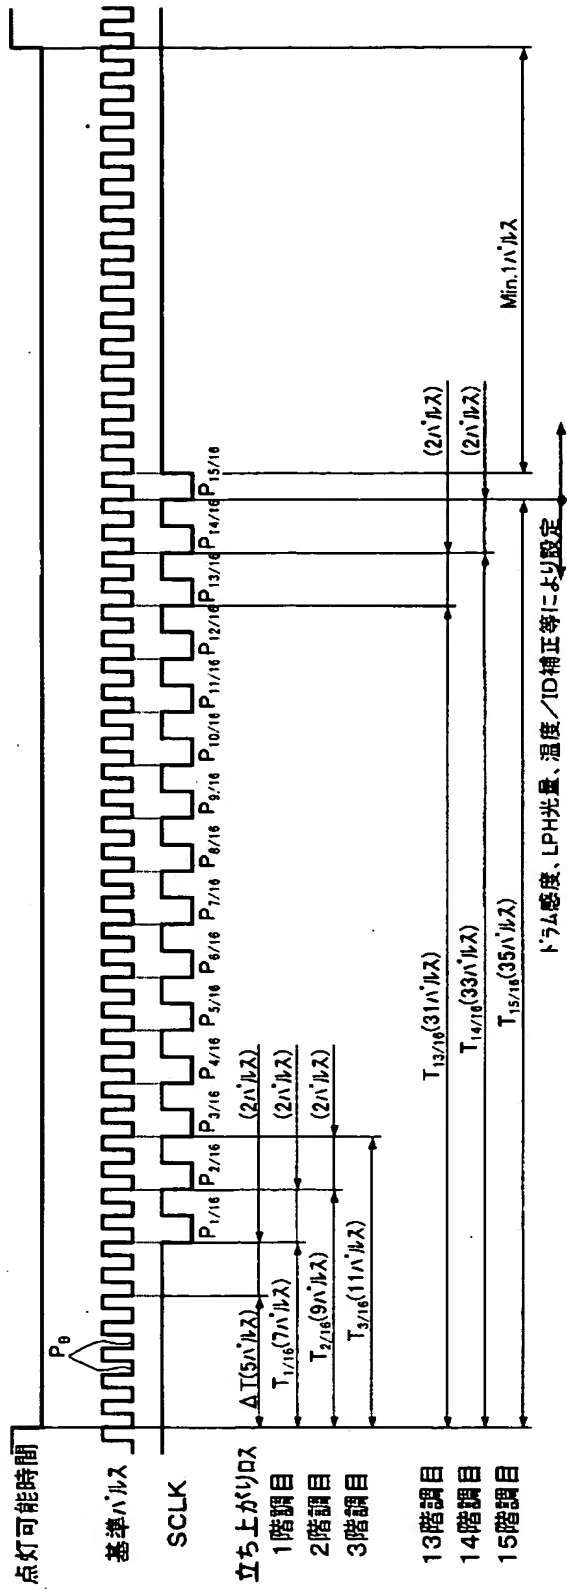 点灯可能時間
基準パルス
Pθ
SCLK
P1/16 P2/16 P3/16 P4/16 P5/16 P6/16 P7/16 P8/16 P9/16 P10/16 P11/16 P12/16 P13/16 P14/16 P15/16
立ち上がりロス
ΔT(5パルス)
(2パルス)
1階調目
T1/16(7パルス)
(2パルス)
2階調目
T2/16(9パルス)
(2パルス)
3階調目
T3/16(11パルス)
13階調目
T13/16(31パルス)
(2パルス)
14階調目
T14/16(33パルス)
(2パルス)
15階調目
T15/16(35パルス)
Min.1パルス
ドラム感度、LPH光量、温度/ID補正等により設定